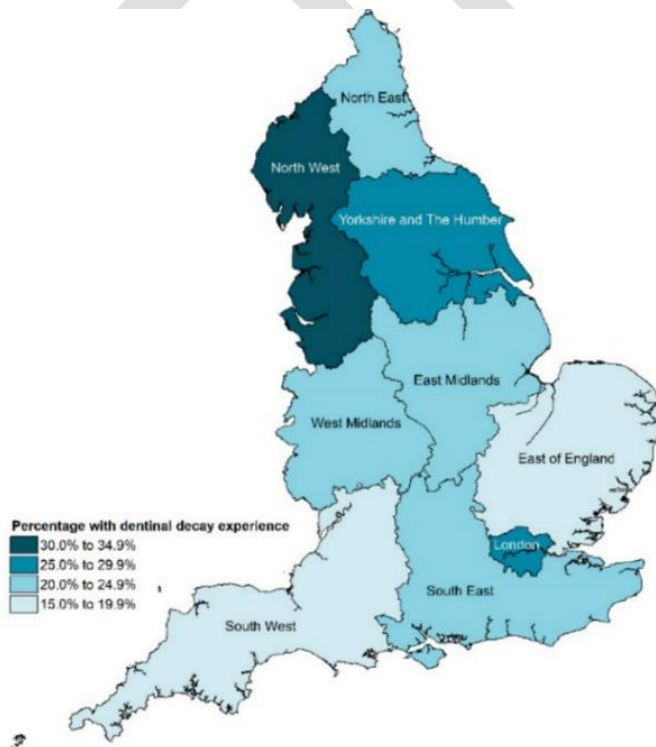 North East
North West
Yorkshire and The Humber
East Midlands
West Midlands
East of England
Percentage with dentinal decay experience
30.0% to 34.9%
25.0% to 29.9%
20.0% to 24.9%
15.0% to 19.9%
London
South East
South West